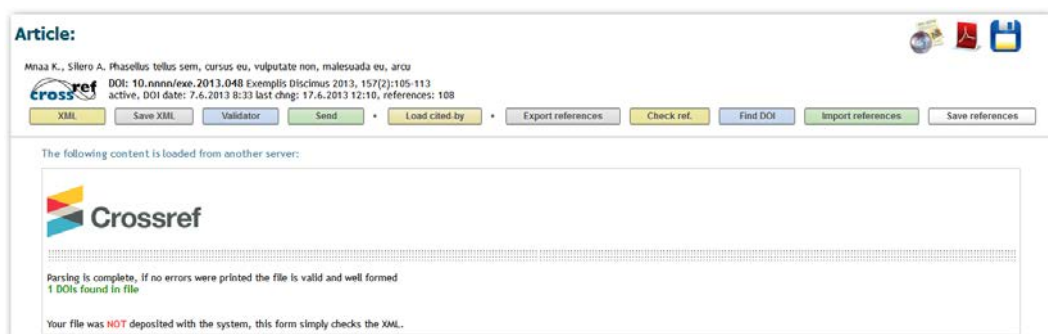 Article:
Mnaa K., Silero A. Phasellus tellus sem, cursus eu, vulputate non, malesuada eu, arcu
crossref
DOI: 10.nnnn/exe.2013.048 Exemplis Discimus 2013, 157(2):105-113
active, DOI date: 7.6.2013 8:33 last chng: 17.6.2013 12:10, references: 108
XML Save XML Validator Send • Load cited-by • Export references Check ref. Find DOI Import references Save references
The following content is loaded from another server:
Crossref
Parsing is complete, if no errors were printed the file is valid and well formed
1 DOIs found in file
Your file was NOT deposited with the system, this form simply checks the XML.